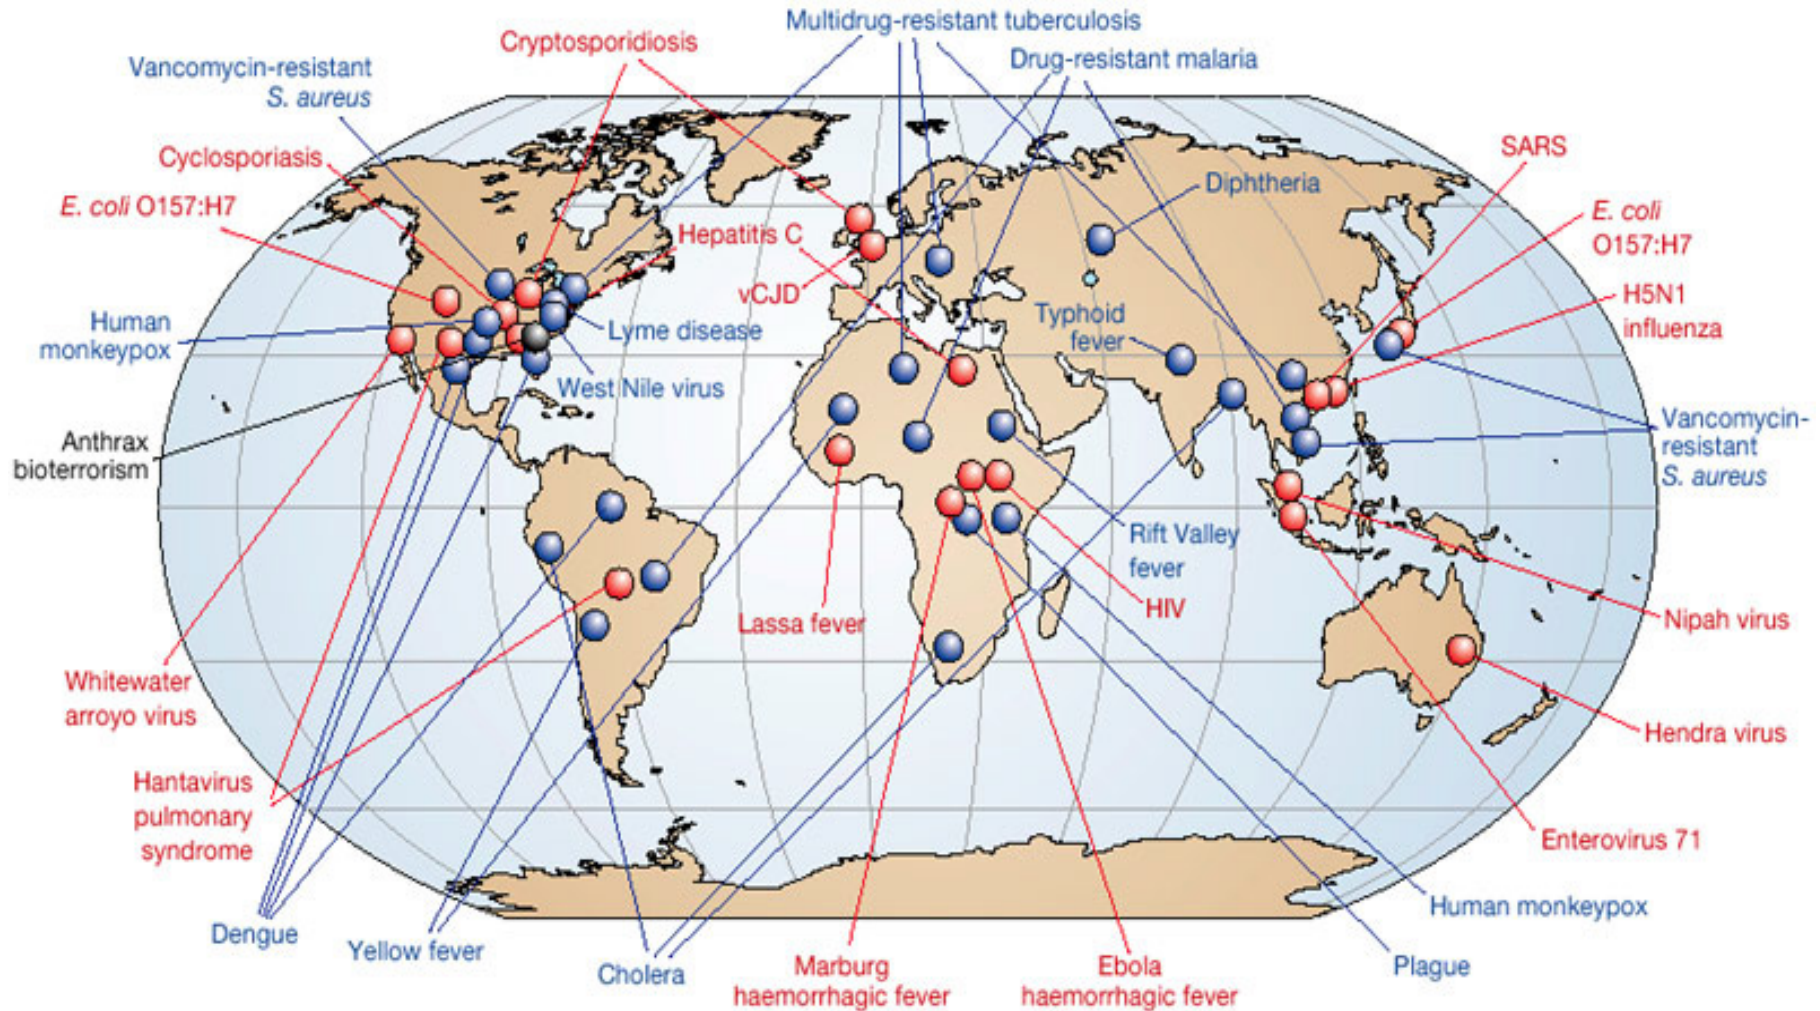 Multidrug-resistant tuberculosis
Cryptosporidiosis
Drug-resistant malaria
Vancomycin-resistant
S. aureus
Cyclosporiasis
SARS
Diphtheria
E. coli O157:H7
E. coli
O157:H7
Hepatitis C
vCJD
H5N1
influenza
Human
monkeypox
Lyme disease
Typhoid
fever
West Nile virus
Anthrax
bioterrorism
Vancomycin-
resistant
S. aureus
Rift Valley
fever
HIV
Lassa fever
Nipah virus
Whitewater
arroyo virus
Hendra virus
Hantavirus
pulmonary
syndrome
Enterovirus 71
Human monkeypox
Dengue
Yellow fever
Cholera
Marburg
haemorrhagic fever
Ebola
haemorrhagic fever
Plague